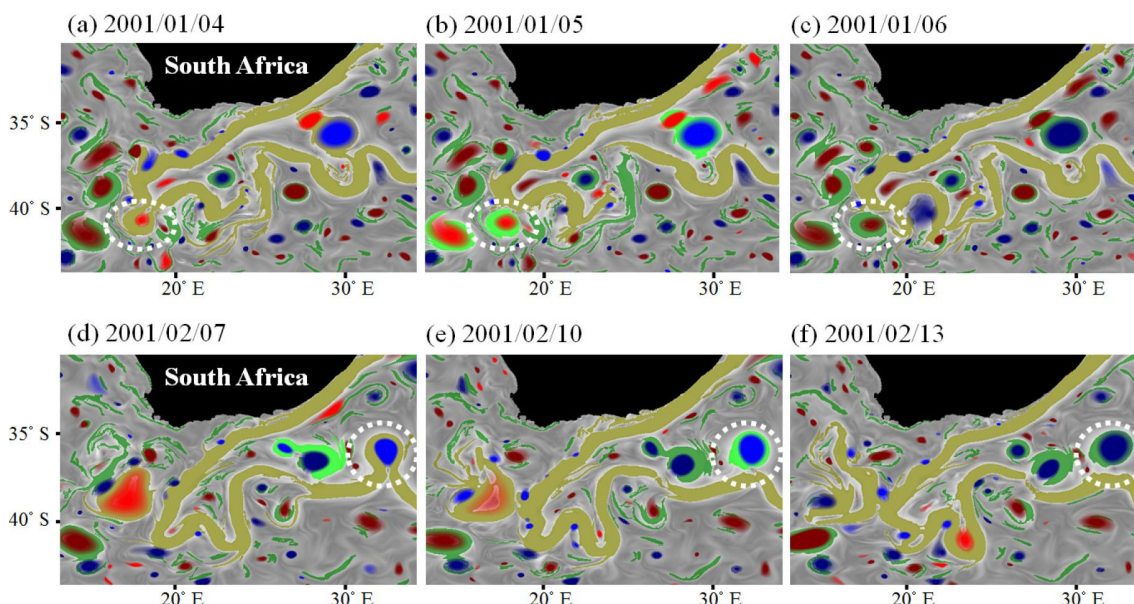 (a) 2001/01/04
(b) 2001/01/05
(c) 2001/01/06
South Africa
35° S
40° S
20° E
30° E
20° E
30° E
20° E
30° E
(d) 2001/02/07
(e) 2001/02/10
(f) 2001/02/13
South Africa
35° S
40° S
20° E
30° E
20° E
30° E
20° E
30° E